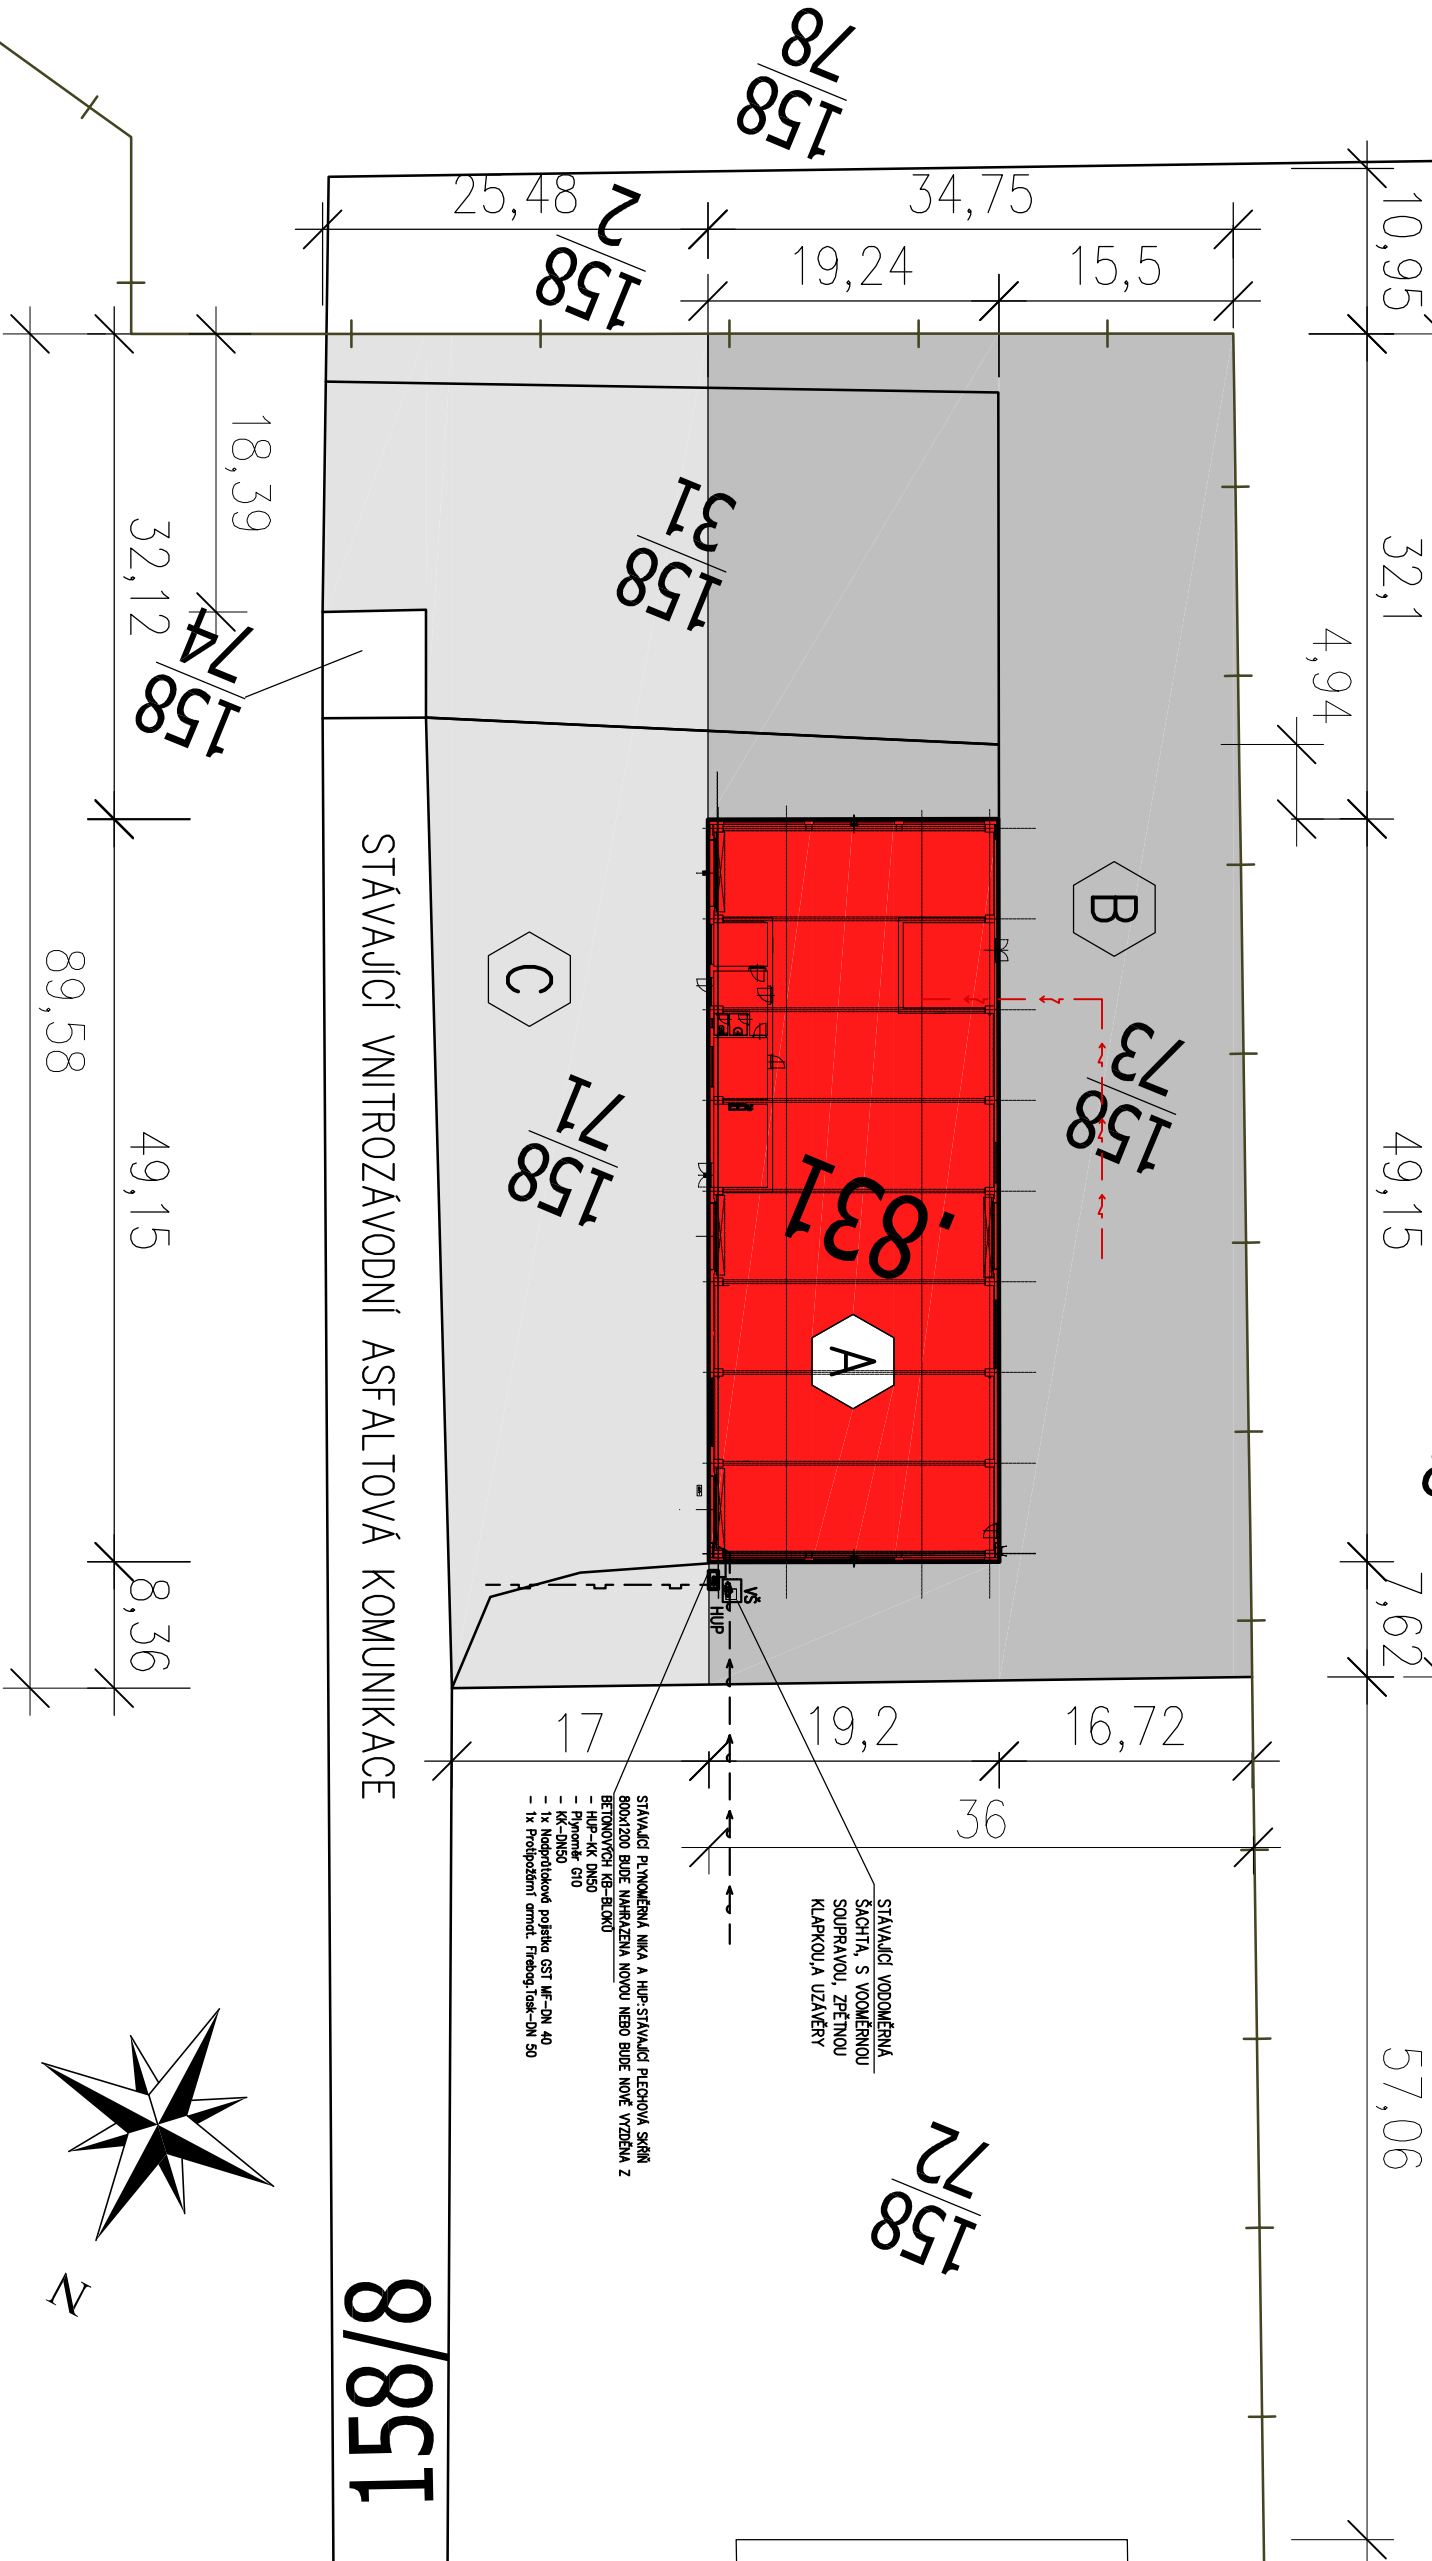 158
78
25,48
34,75
158
2
19,24
15,5
10,95
18,39
32,12
32,1
4,94
158
31
158
74
89,58
49,15
49,15
8,36
7,62
57,06
STÁVAJÍCÍ VNITROZÁVODNÍ ASFALTOVÁ KOMUNIKACE
C
B
158
71
158
73
.831
A
VŠ
HUP
17
19,2
16,72
36
STÁVAJÍCÍ PLYNOMĚRNÁ NIKA A HUP:STÁVAJÍCÍ PLECHOVÁ SKŘÍŇ
800x1200 BUDE NAHRAZENA NOVOU NEBO BUDE NOVĚ VYZDĚNA Z
BETONOVÝCH KB-BLOKŮ
- HUP-KK DN50
- Plynoměr G10
- KK-DN50
- 1x Nadprůtoková pojistka GST MF-DN 40
- 1x Protipožární armat. Firebag.Task-DN 50
STÁVAJÍCÍ VODOMĚRNÁ
ŠACHTA, S VOOMĚRNOU
SOUPRAVOU, ZPĚTNOU
KLAPKOU,A UZÁVĚRY
158
72
N
158/8